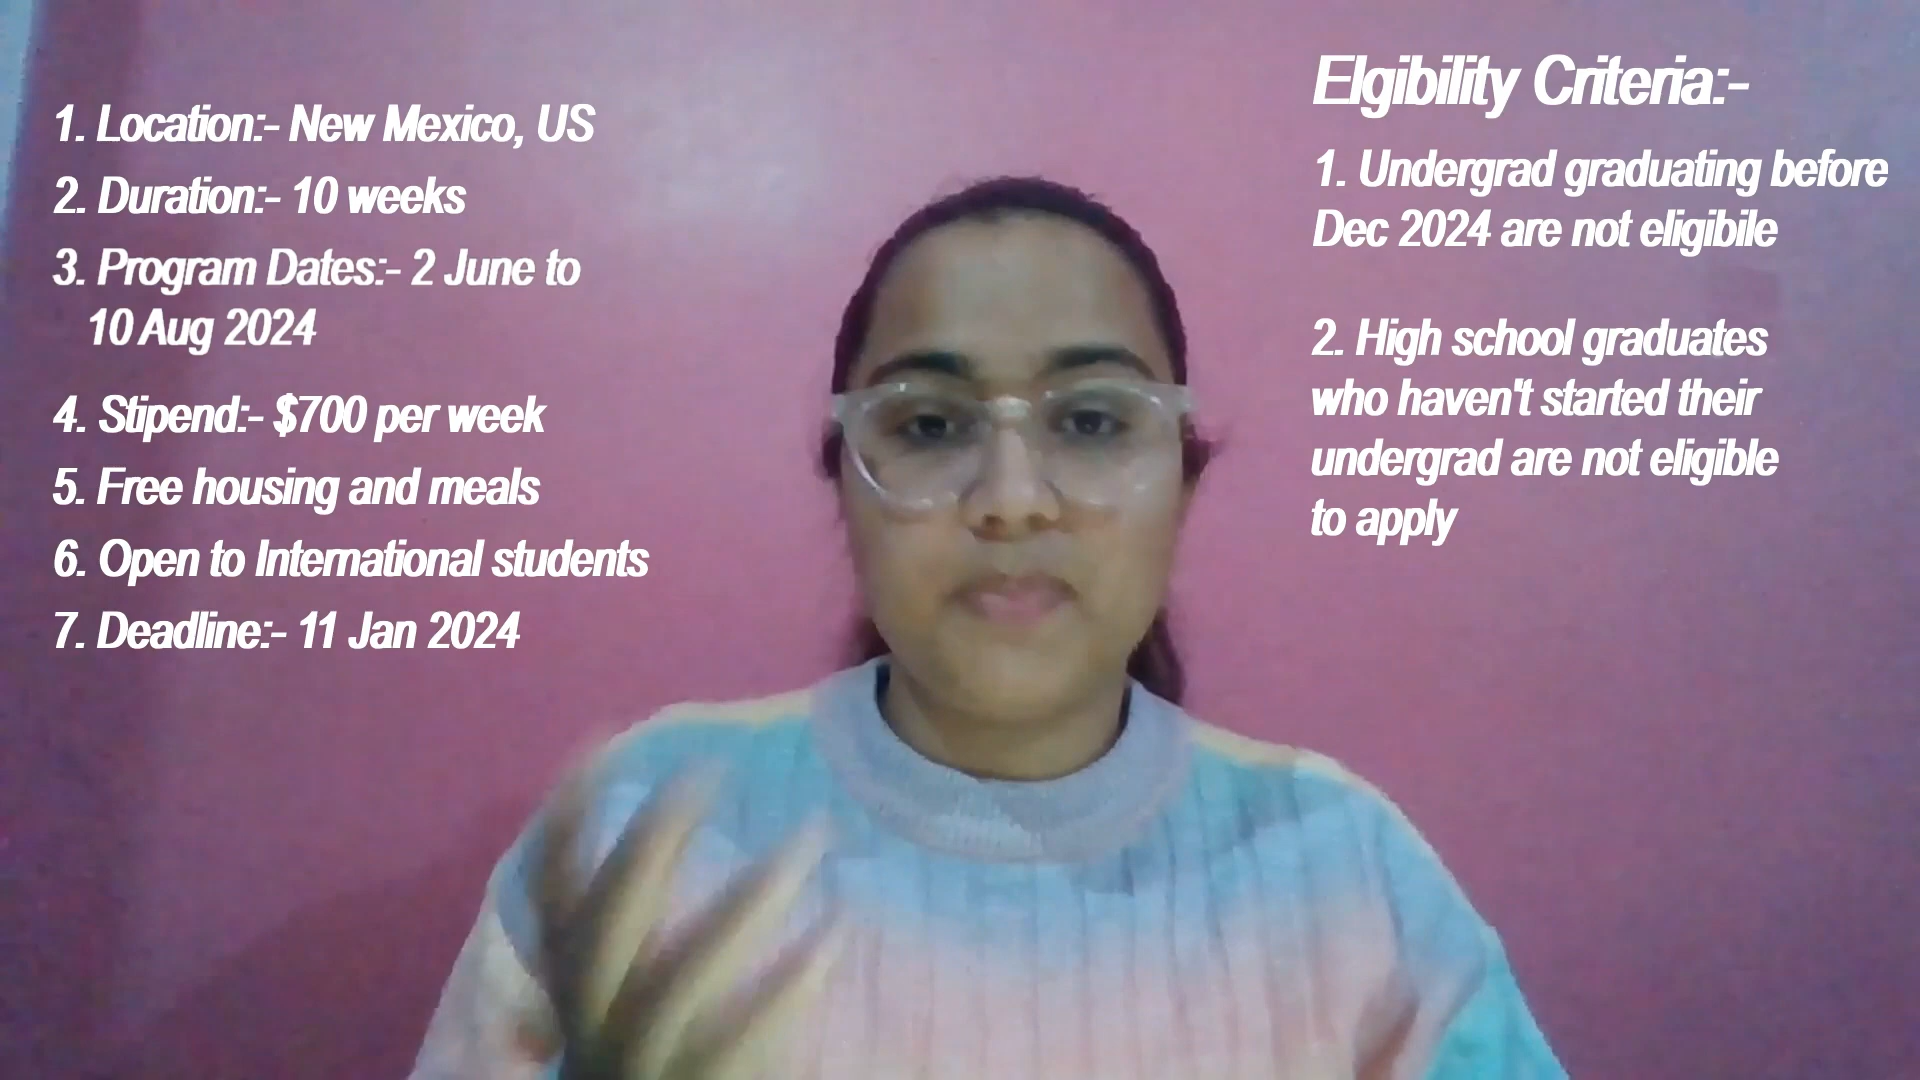 1. Location:- New Mexico, US
2. Duration:- 10 weeks
3. Program Dates:- 2 June to
10 Aug 2024
4. Stipend:- $700 per week
5. Free housing and meals
6. Open to International students
7. Deadline:- 11 Jan 2024
Elgibility Criteria:-
1. Undergrad graduating before
Dec 2024 are not eligibile
2. High school graduates
who haven't started their
undergrad are not eligible
to apply